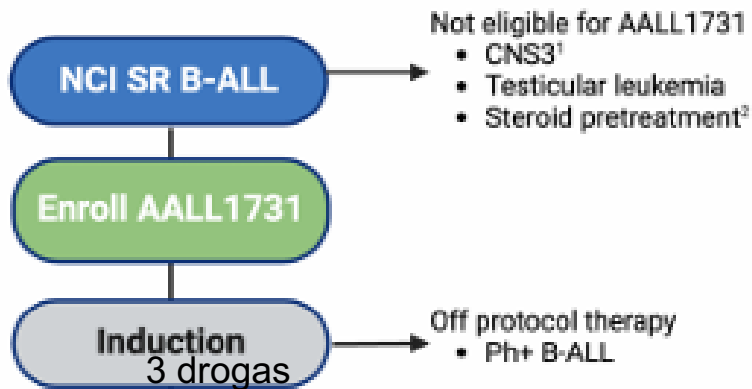 Not eligible for AALL1731
• CNS3¹
• Testicular leukemia
• Steroid pretreatment²
NCI SR B-ALL
Enroll AALL1731
Induction
3 drogas
Off protocol therapy
• Ph+ B-ALL